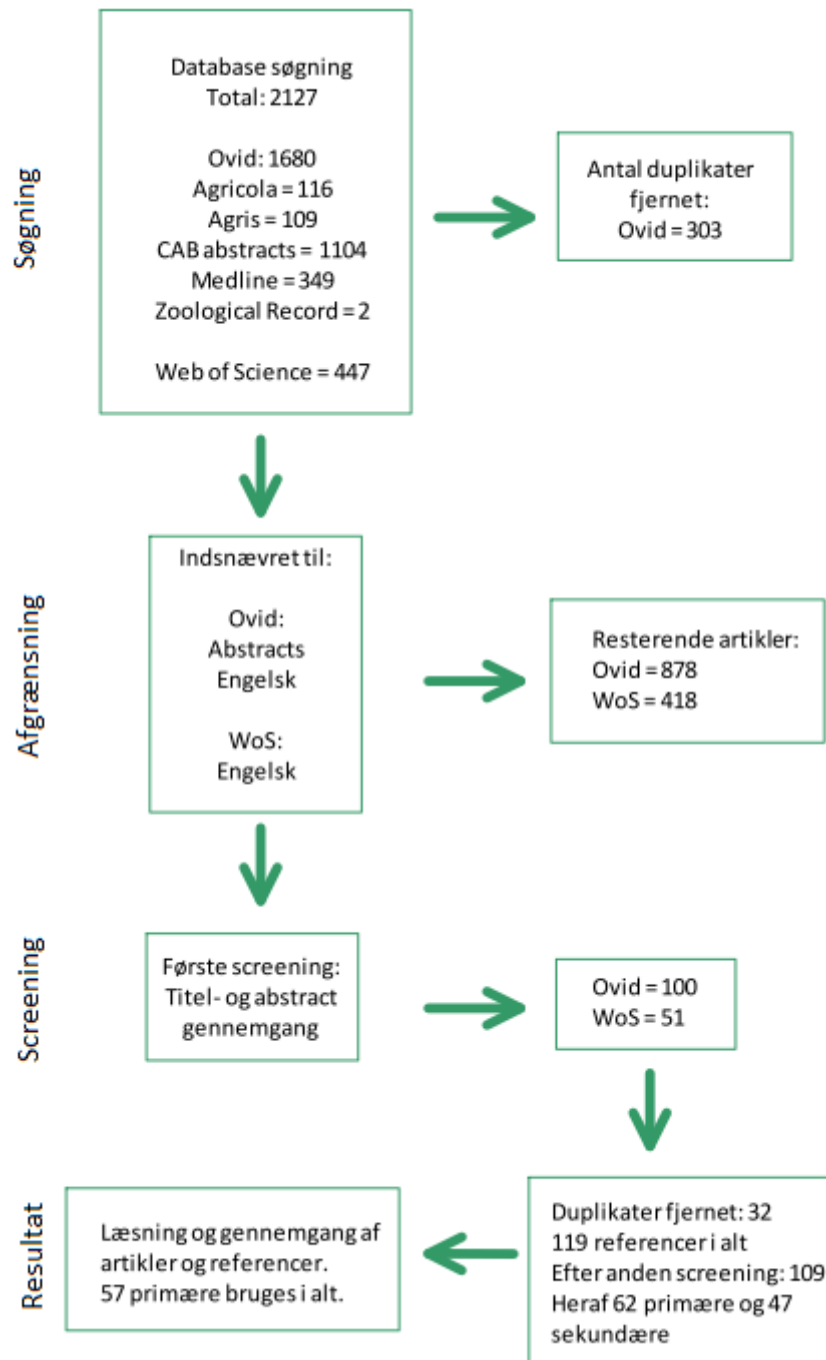 Søgning
Database søgning
Total: 2127
Ovid: 1680
Agricola = 116
Agris = 109
CAB abstracts = 1104
Medline = 349
Zoological Record = 2
Web of Science = 447
Antal duplikater
fjernet:
Ovid = 303
Afgrænsning
Indsnævret til:
Ovid:
Abstracts
Engelsk
WoS:
Engelsk
Resterende artikler:
Ovid = 878
WoS = 418
Screening
Første screening:
Titel- og abstract
gennemgang
Ovid = 100
WoS = 51
Resultat
Duplikater fjernet: 32
119 referencer i alt
Efter anden screening: 109
Heraf 62 primære og 47
sekundære
Læsning og gennemgang af
artikler og referencer.
57 primære bruges i alt.